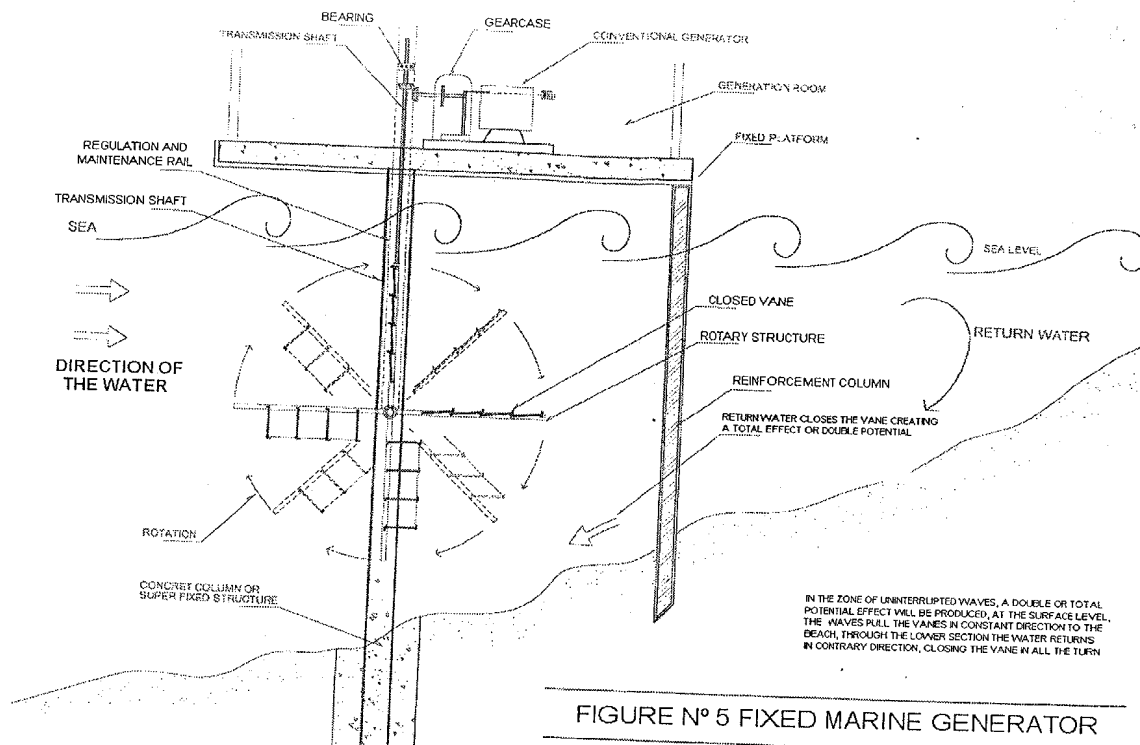 BEARING
GEARCASE
TRANSMISSION SHAFT
CONVENTIONAL GENERATOR
GENERATION ROOM
FIXED PLATFORM
REGULATION AND
MAINTENANCE RAIL
TRANSMISSION SHAFT
SEA
SEA LEVEL
CLOSED VANE
RETURN WATER
ROTARY STRUCTURE
DIRECTION OF
THE WATER
REINFORCEMENT COLUMN
RETURN WATER CLOSES THE VANE CREATING
A TOTAL EFFECT OR DOUBLE POTENTIAL
ROTATION
CONCRET COLUMN OR
SUPER FIXED STRUCTURE
IN THE ZONE OF UNINTERRUPTED WAVES, A DOUBLE OR TOTAL
POTENTIAL EFFECT WILL BE PRODUCED, AT THE SURFACE LEVEL,
THE WAVES PULL THE VANES IN CONSTANT DIRECTION TO THE
BEACH, THROUGH THE LOWER SECTION THE WATER RETURNS
IN CONTRARY DIRECTION, CLOSING THE VANE IN ALL THE TURN
FIGURE Nº 5 FIXED MARINE GENERATOR